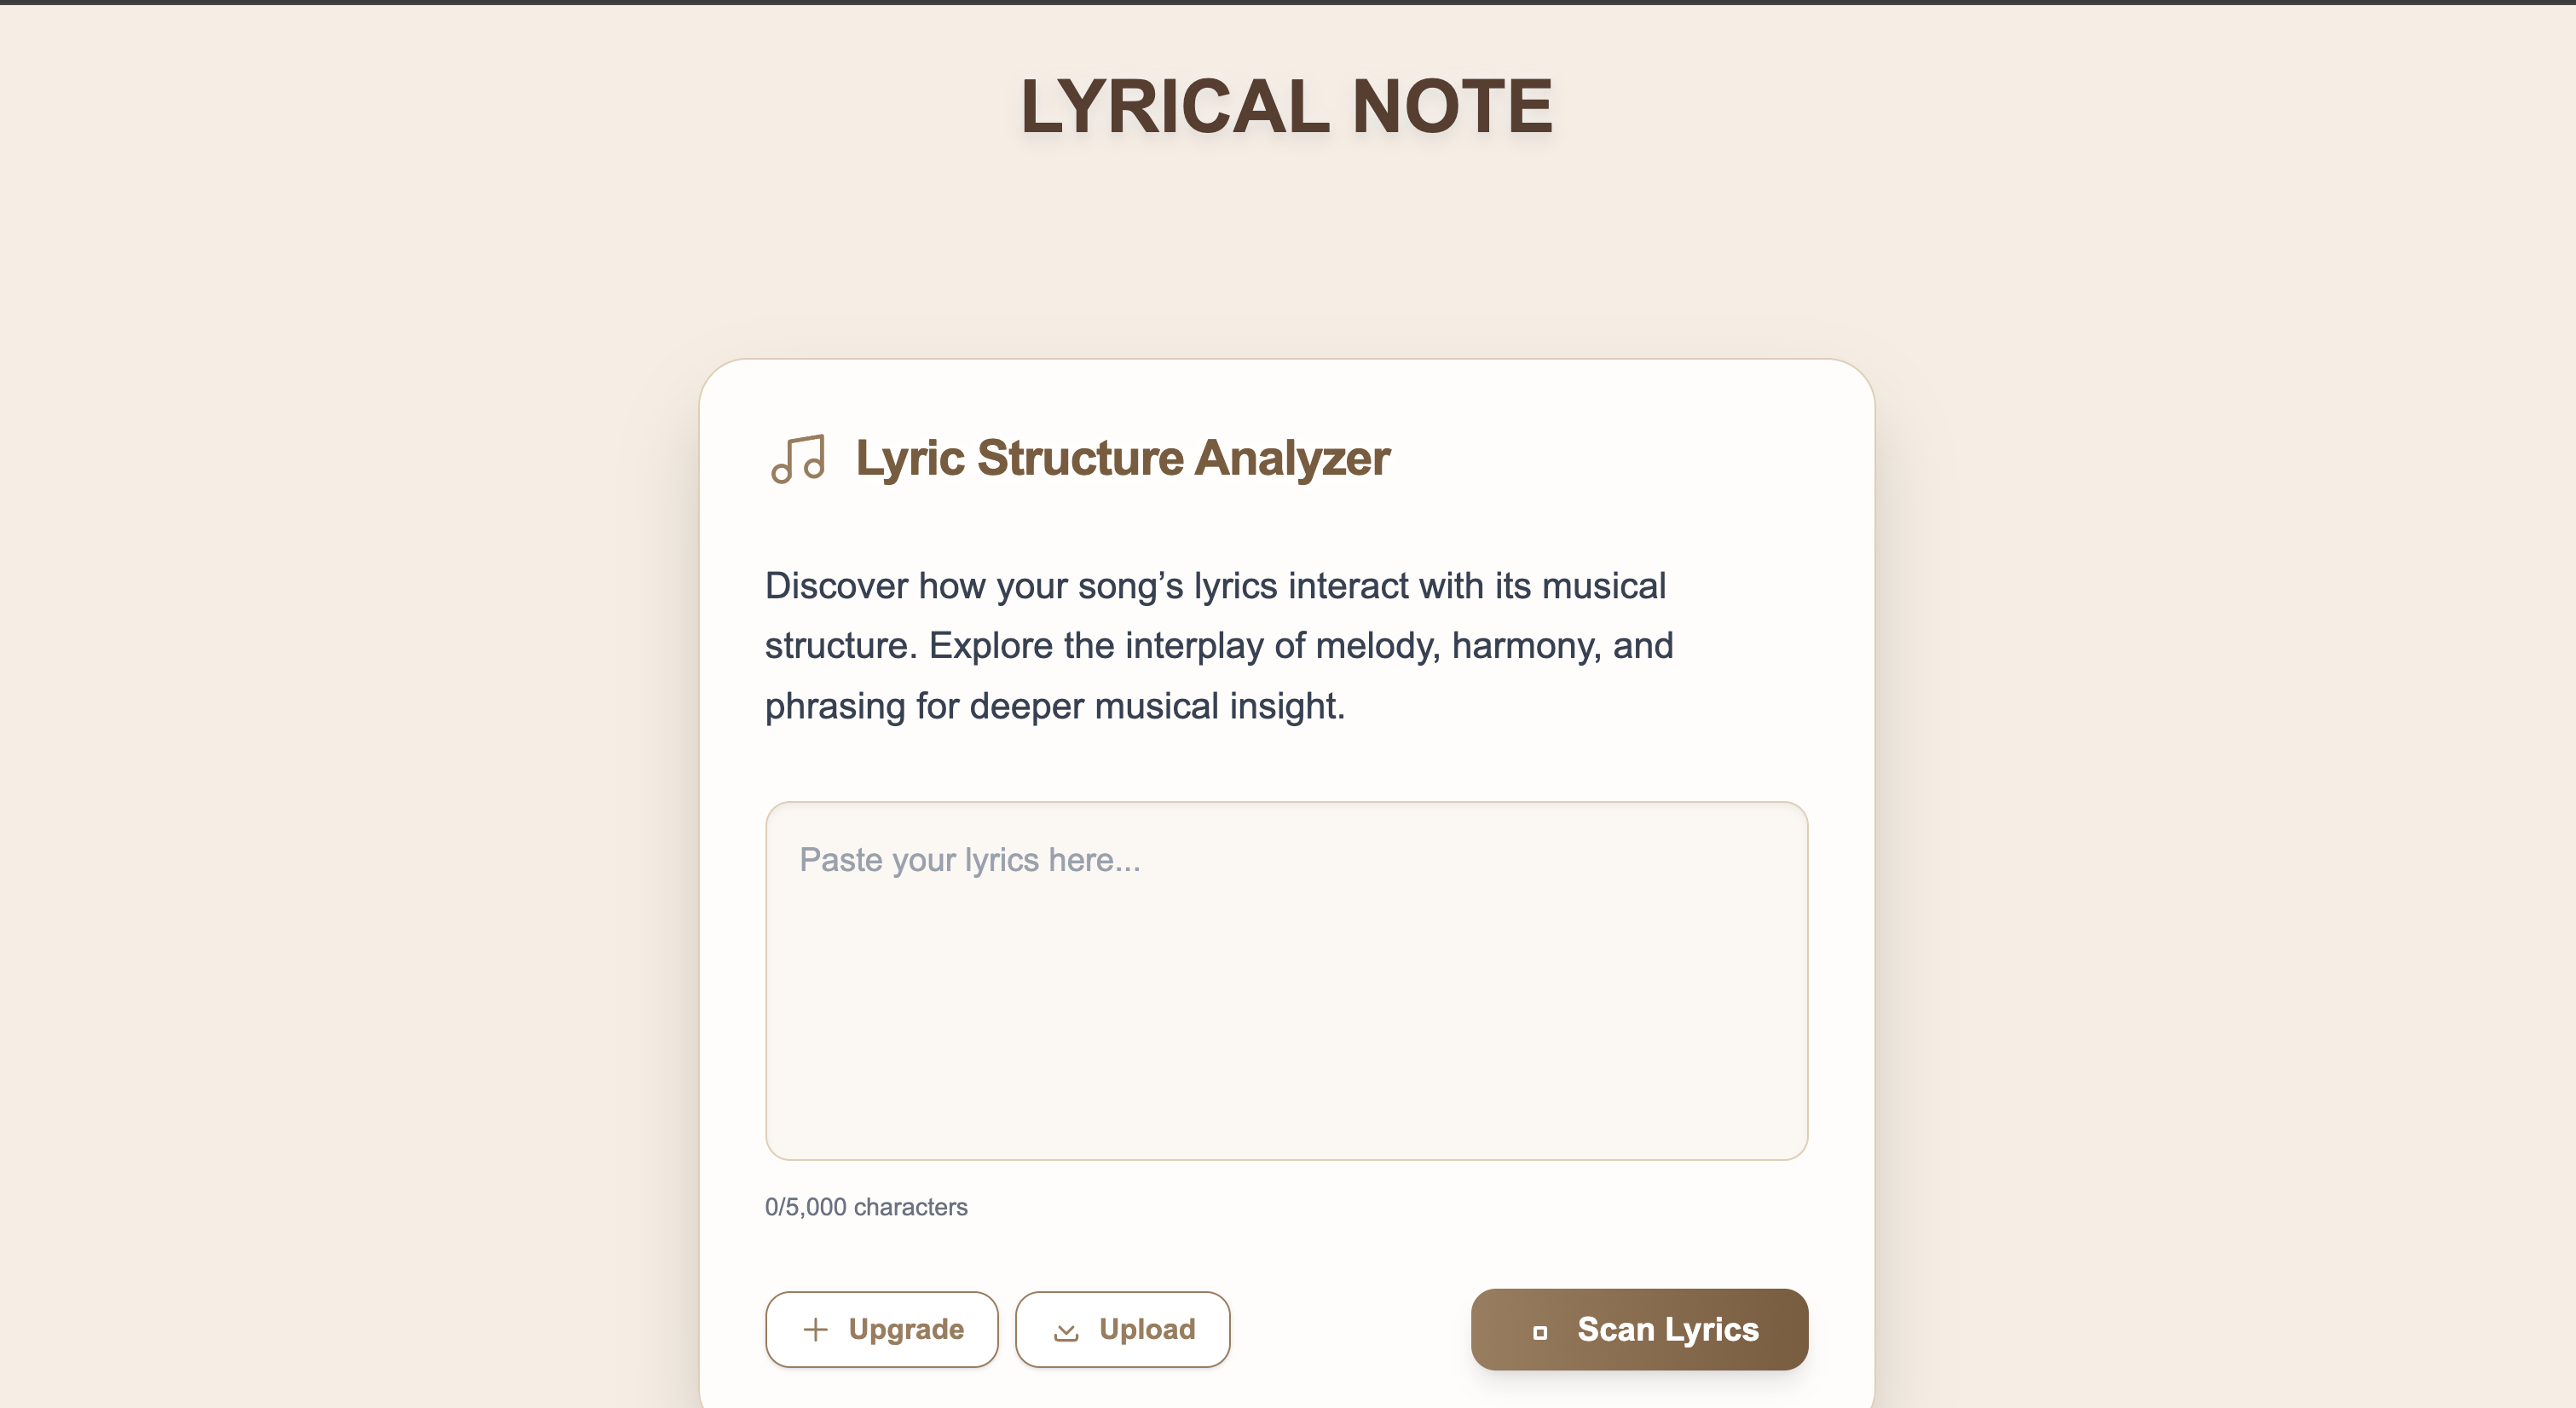 LYRICAL NOTE
Lyric Structure Analyzer
Discover how your song’s lyrics interact with its musical
structure. Explore the interplay of melody, harmony, and
phrasing for deeper musical insight.
Paste your lyrics here...
0/5,000 characters
Upgrade
Upload
Scan Lyrics